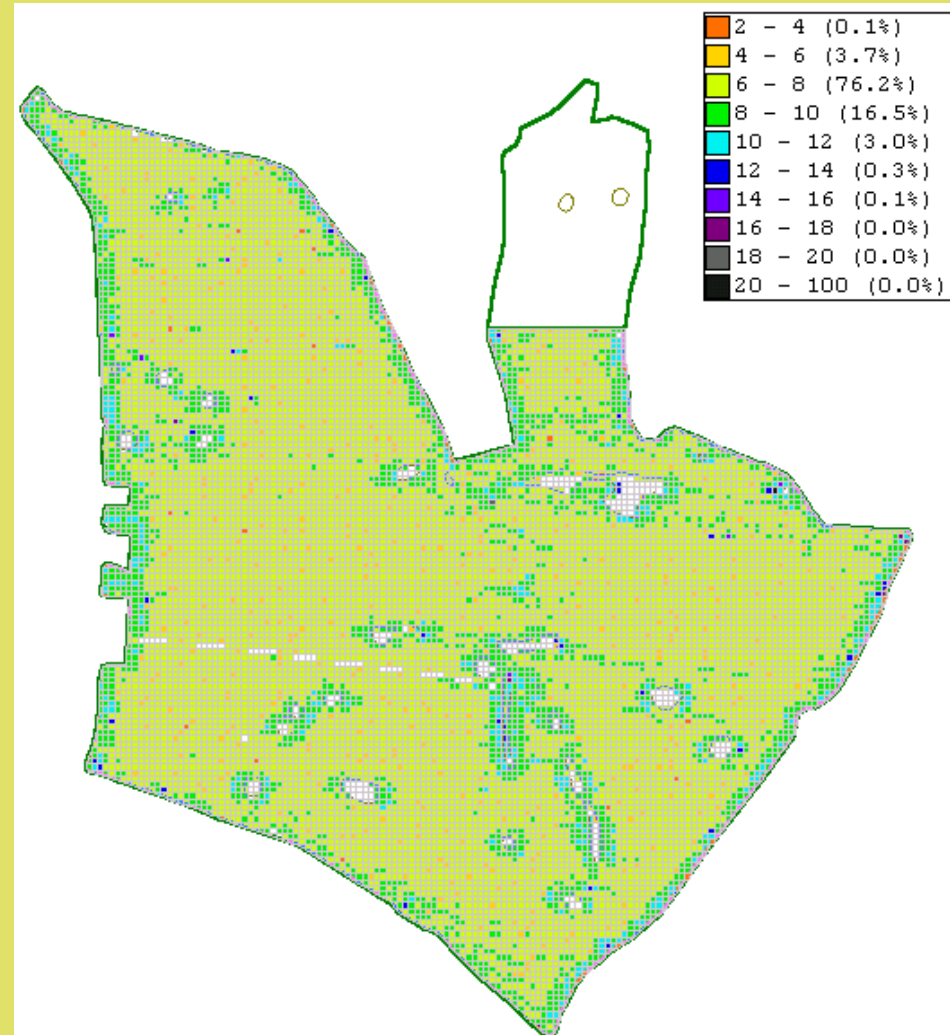 2 - 4 (0.1%)
4 - 6 (3.7%)
6 - 8 (76.2%)
8 - 10 (16.5%)
10 - 12 (3.0%)
12 - 14 (0.3%)
14 - 16 (0.1%)
16 - 18 (0.0%)
18 - 20 (0.0%)
20 - 100 (0.0%)